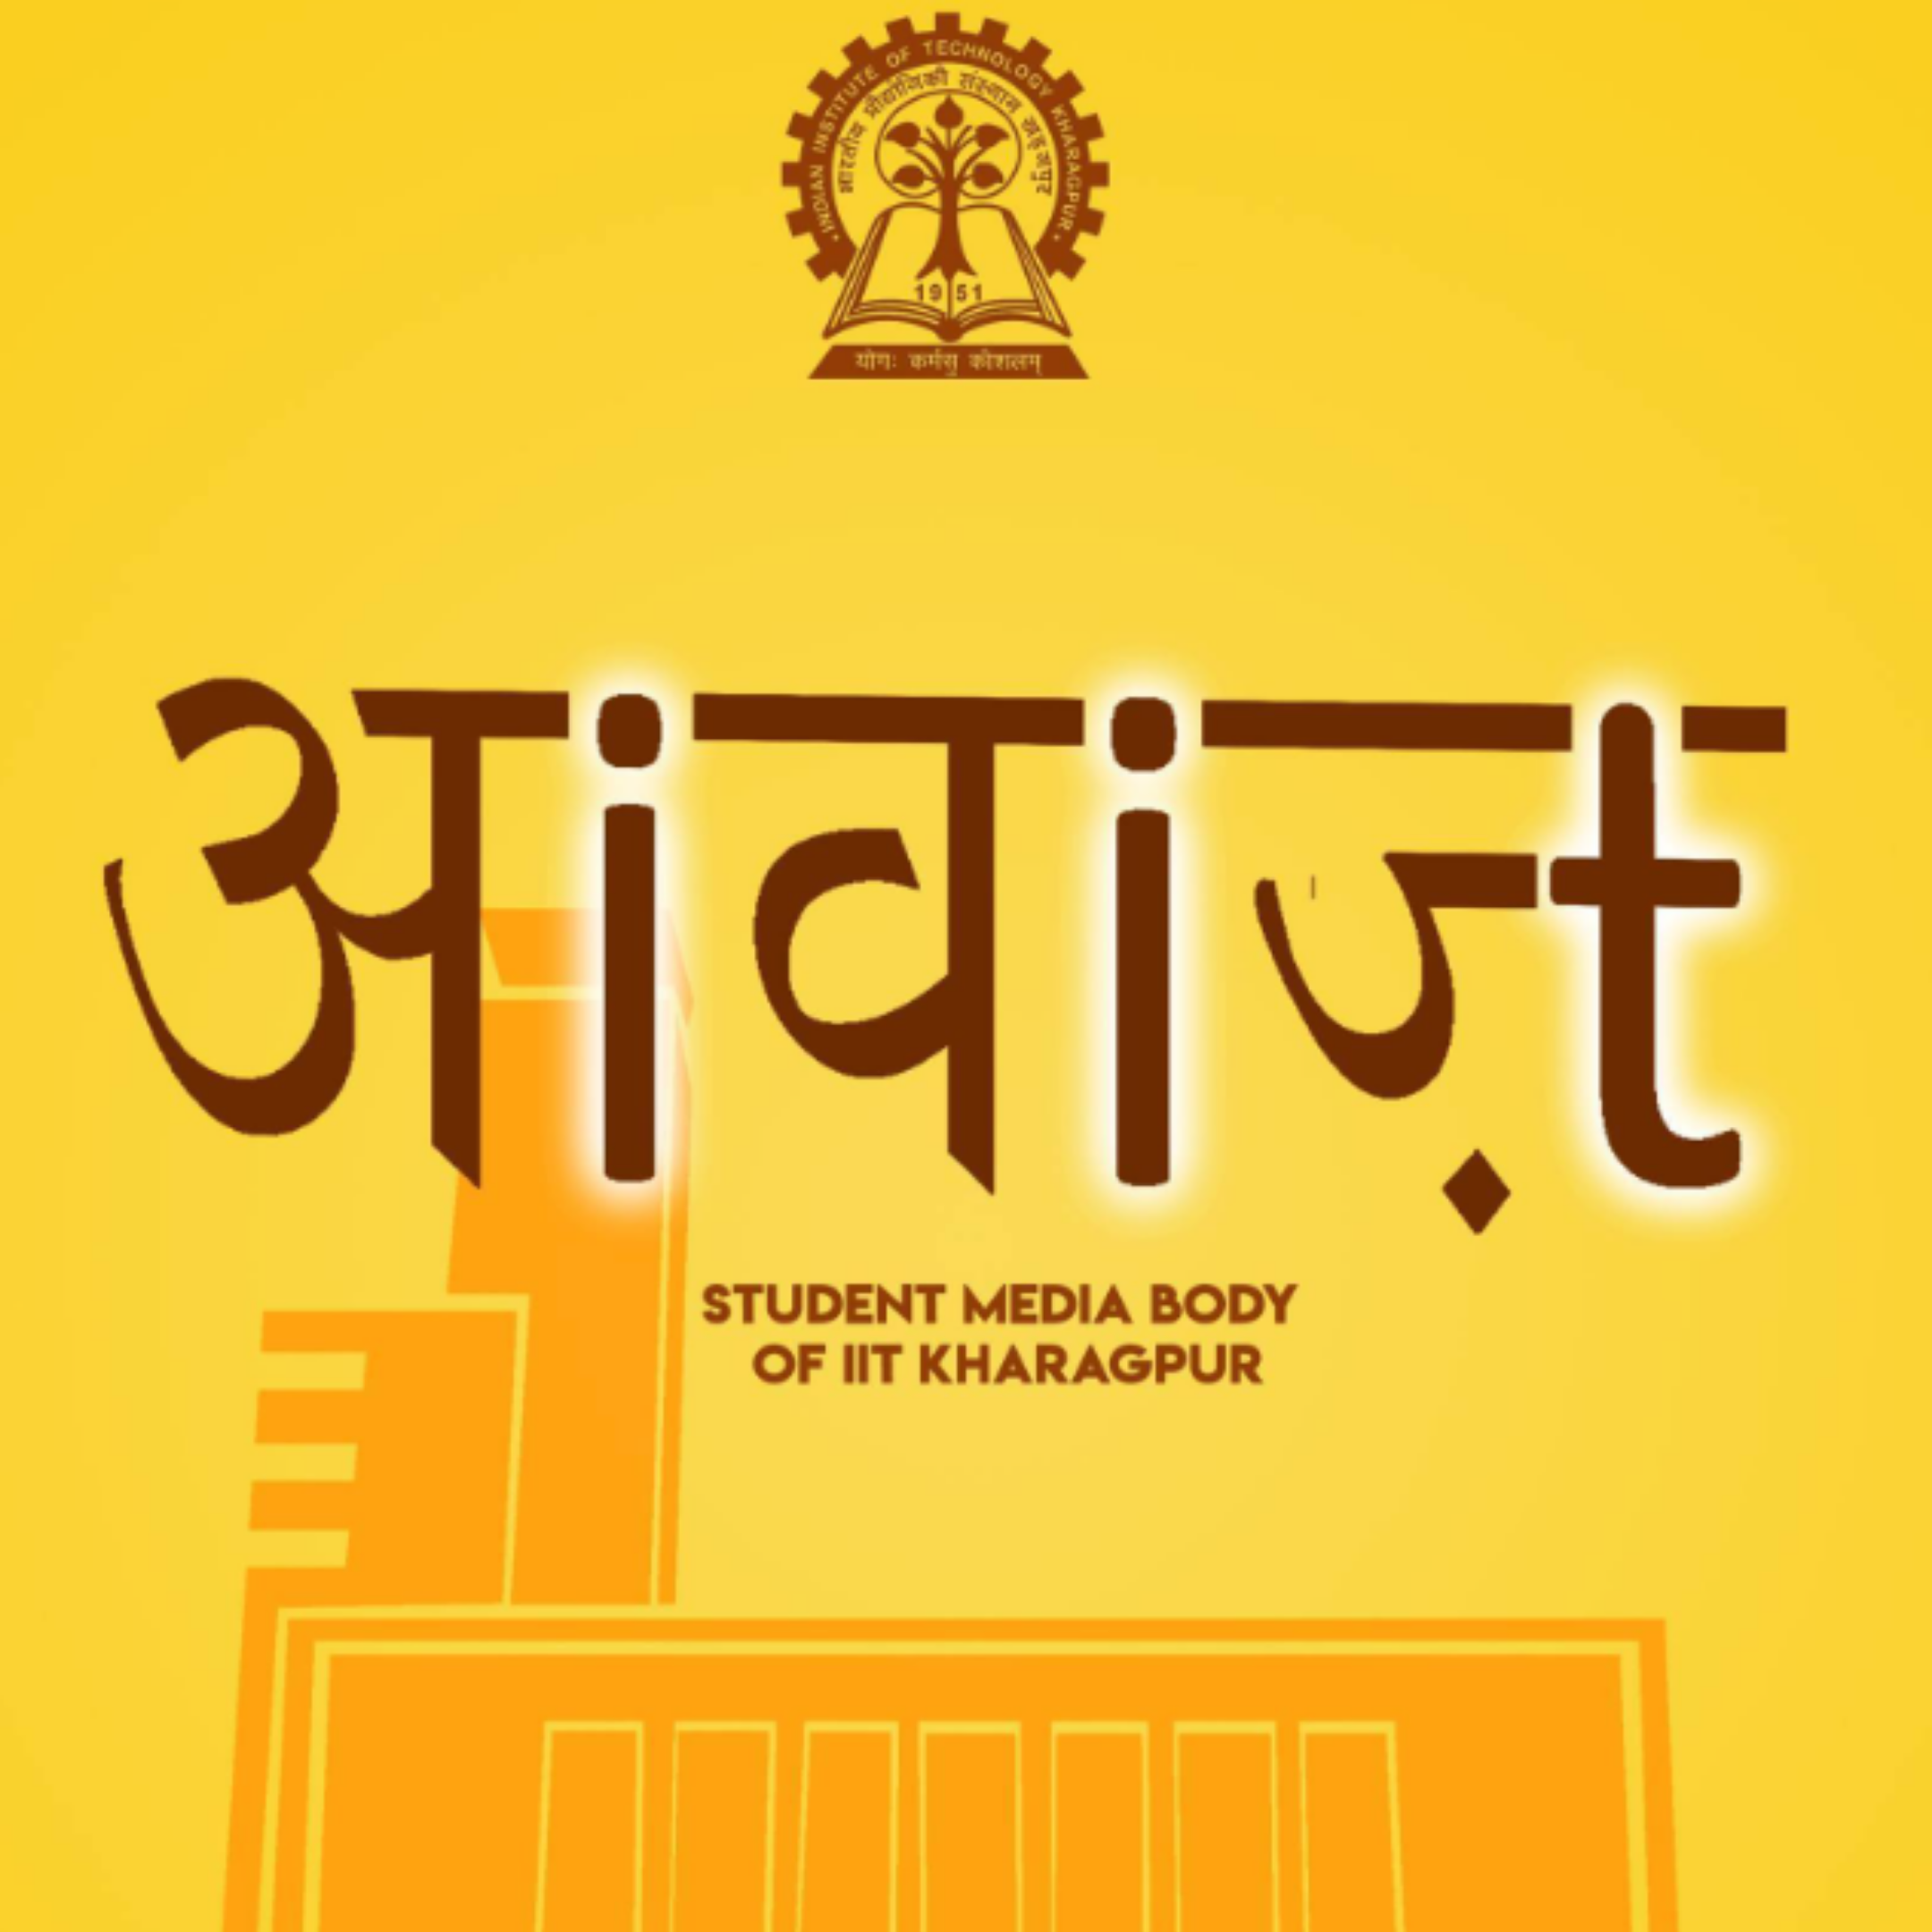 INDIAN INSTITUTE OF TECHNOLOGY KHARAGPUR
भारतीय प्रौद्योगिकी संस्थान खड़गपुर
1951
योगः कर्मसु कौशलम्
आवाज़
STUDENT MEDIA BODY
OF IIT KHARAGPUR